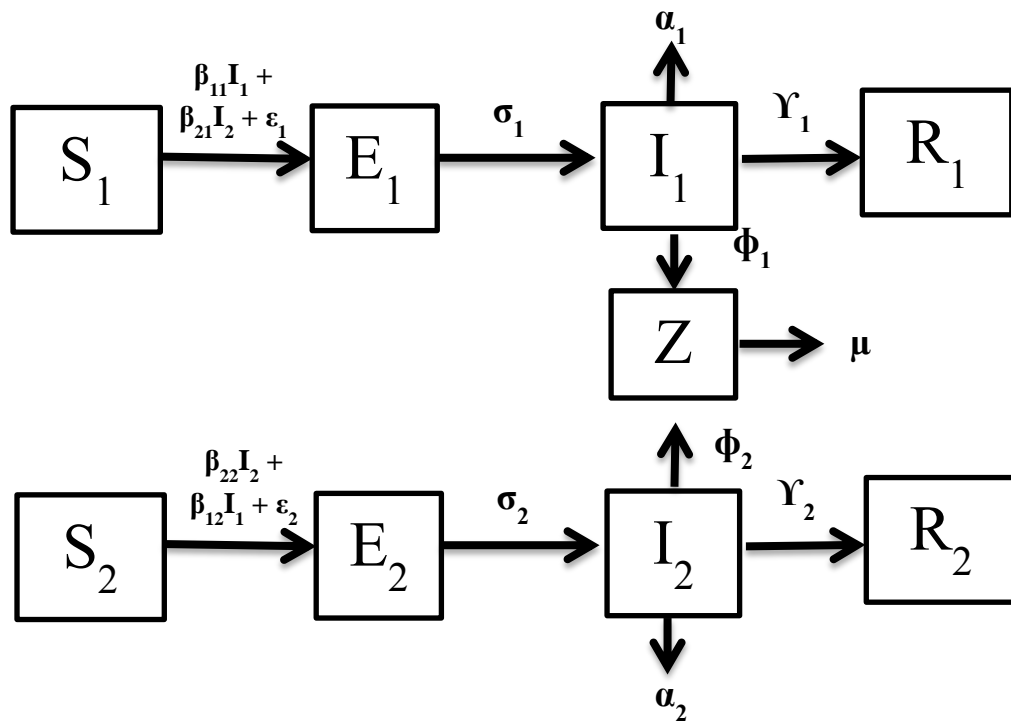 α₁
β₁₁I₁ +
β₂₁I₂ + ε₁
σ₁
ϒ₁
S₁
E₁
I₁
R₁
ϕ₁
Z
μ
ϕ₂
β₂₂I₂ +
β₁₂I₁ + ε₂
σ₂
ϒ₂
S₂
E₂
I₂
R₂
α₂